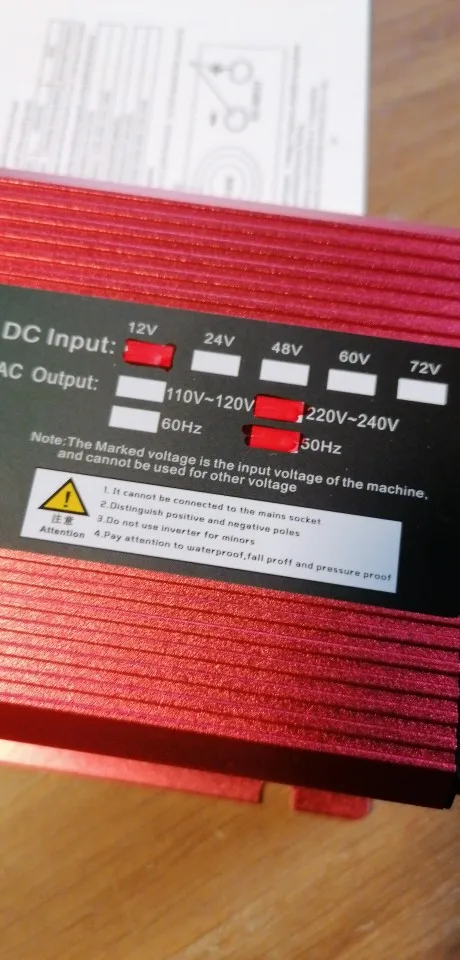 12V 24V 48V 60V 72V
DC Input:
AC Output: 110V~120V 220V~240V
60Hz 50Hz
Note:The Marked voltage is the input voltage of the machine,
and cannot be used for other voltage
注意
Attention
1. It cannot be connected to the mains socket
2.Distinguish positive and negative poles
3.Do not use inverter for minors
4.Pay attention to waterproof,fall proff and pressure proof